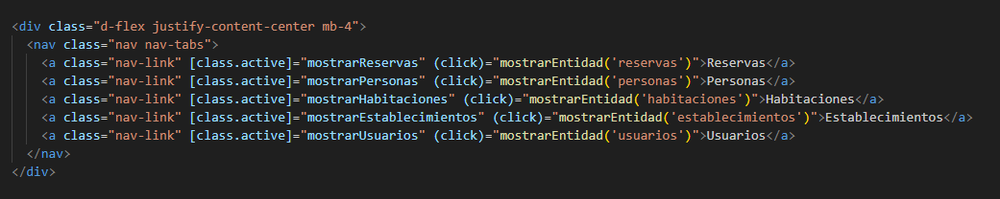 <div class="d-flex justify-content-center mb-4">
<nav class="nav nav-tabs">
<a class="nav-link" [class.active]="mostrarReservas" (click)="mostrarEntidad('reservas')">Reservas</a>
<a class="nav-link" [class.active]="mostrarPersonas" (click)="mostrarEntidad('personas')">Personas</a>
<a class="nav-link" [class.active]="mostrarHabitaciones" (click)="mostrarEntidad('habitaciones')">Habitaciones</a>
<a class="nav-link" [class.active]="mostrarEstablecimientos" (click)="mostrarEntidad('establecimientos')">Establecimientos</a>
<a class="nav-link" [class.active]="mostrarUsuarios" (click)="mostrarEntidad('usuarios')">Usuarios</a>
</nav>
</div>